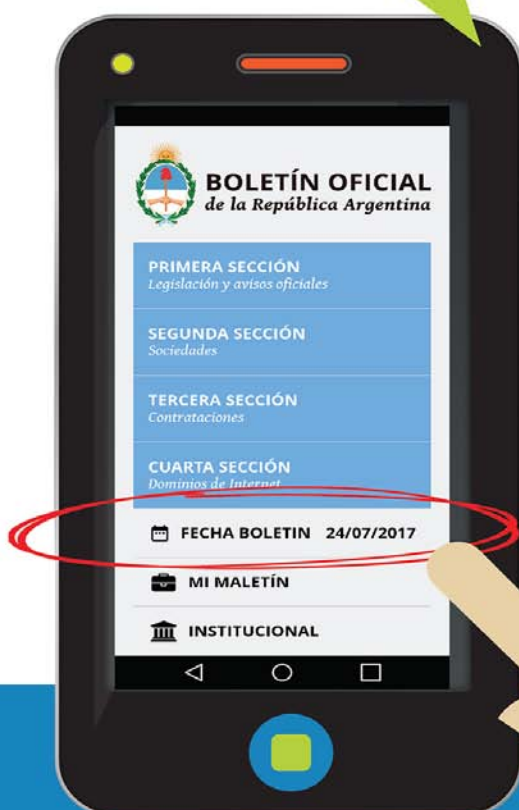 BOLETÍN OFICIAL
de la República Argentina
PRIMERA SECCIÓN
Legislación y avisos oficiales
SEGUNDA SECCIÓN
Sociedades
TERCERA SECCIÓN
Contrataciones
CUARTA SECCIÓN
Dominios de Internet
FECHA BOLETIN 24/07/2017
MI MALETÍN
INSTITUCIONAL